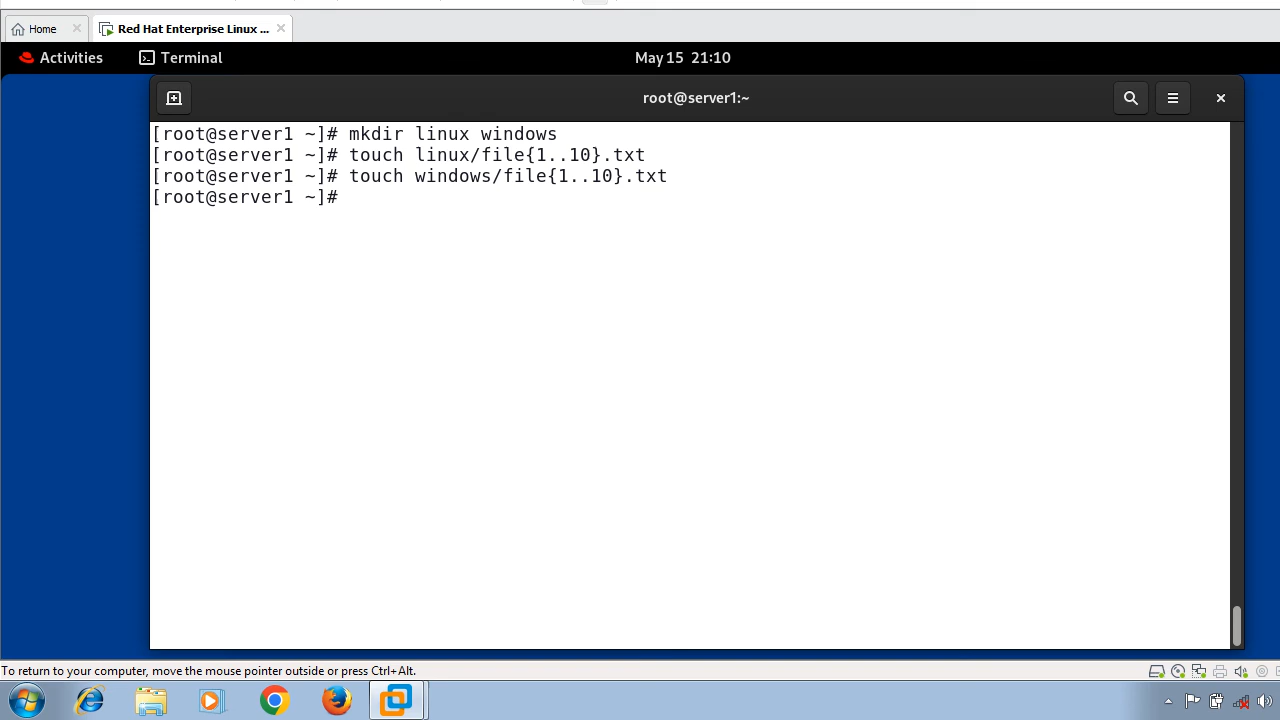 Home
Red Hat Enterprise Linux ...
Activities
Terminal
May 15 21:10
root@server1:~
[root@server1 ~]# mkdir linux windows
[root@server1 ~]# touch linux/file{1..10}.txt
[root@server1 ~]# touch windows/file{1..10}.txt
[root@server1 ~]#
To return to your computer, move the mouse pointer outside or press Ctrl+Alt.